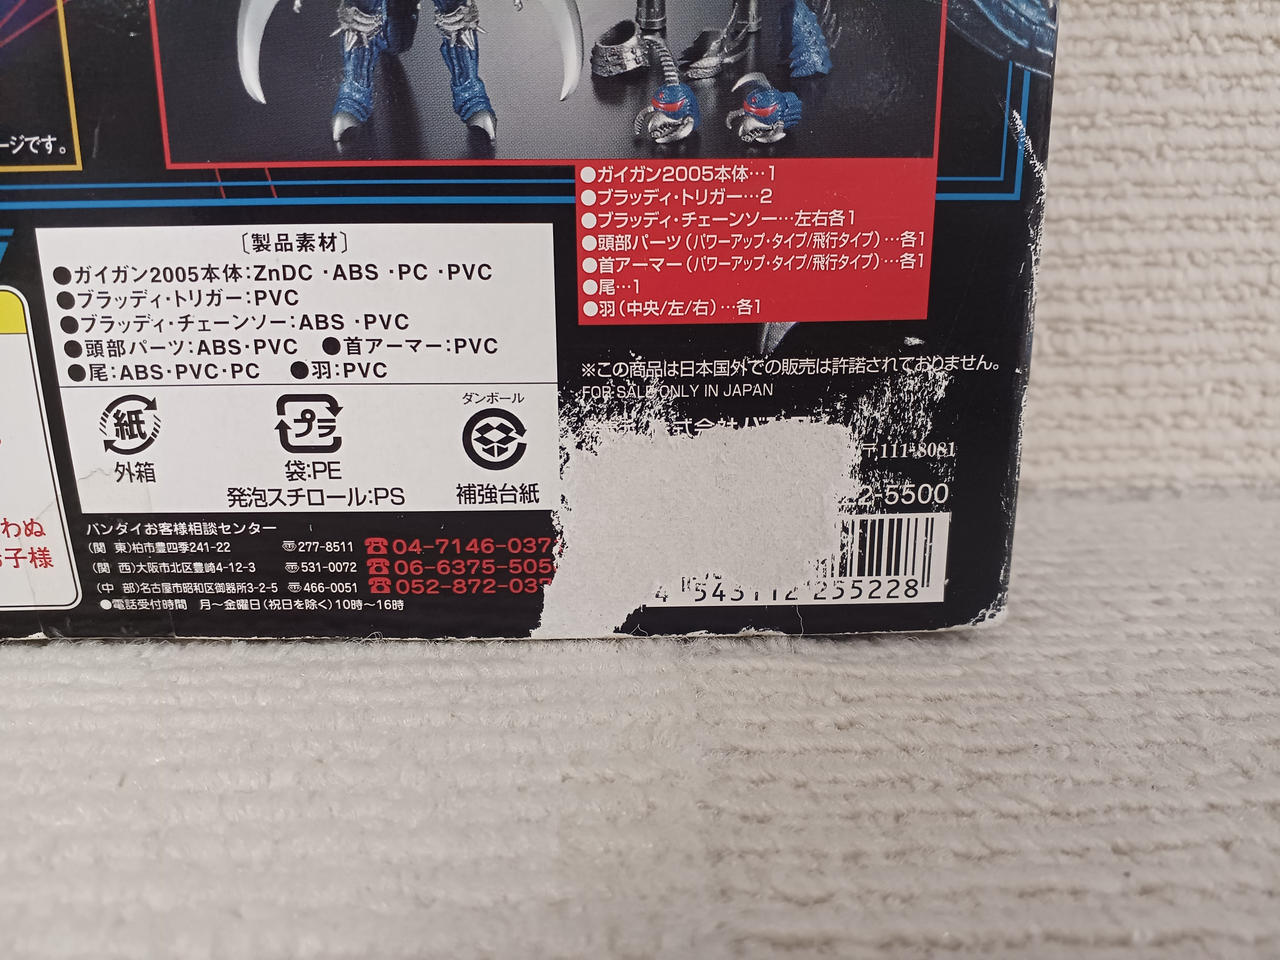 ージです。
●ガイガン2005本体…1
●ブラッディ・トリガー…2
●ブラッディ・チェーンソー…左右各1
●頭部パーツ(パワーアップ・タイプ/飛行タイプ)…各1
●首アーマー(パワーアップ・タイプ/飛行タイプ)…各1
●尾…1
●羽(中央/左/右)…各1
〔製品素材〕
●ガイガン2005本体:ZnDC・ABS・PC・PVC
●ブラッディ・トリガー:PVC
●ブラッディ・チェーンソー:ABS・PVC
●頭部パーツ:ABS・PVC ●首アーマー:PVC
●尾:ABS・PVC・PC ●羽:PVC
紙
外箱
プラ
袋:PE
発泡スチロール:PS
ダンボール
補強台紙
※この商品は日本国外での販売は許諾されておりません。
FOR SALE ONLY IN JAPAN
式会社バ
〒111-8081
2-5500
4 543112 255228
バンダイお客様相談センター
(関 東)柏市豊四季241-22 〒277-8511 ☎04-7146-037
(関 西)大阪市北区豊崎4-12-3 〒531-0072 ☎06-6375-505
(中 部)名古屋市昭和区御器所3-2-5 〒466-0051 ☎052-872-037
●電話受付時間 月〜金曜日(祝日を除く)10時〜16時
わぬ
お子様